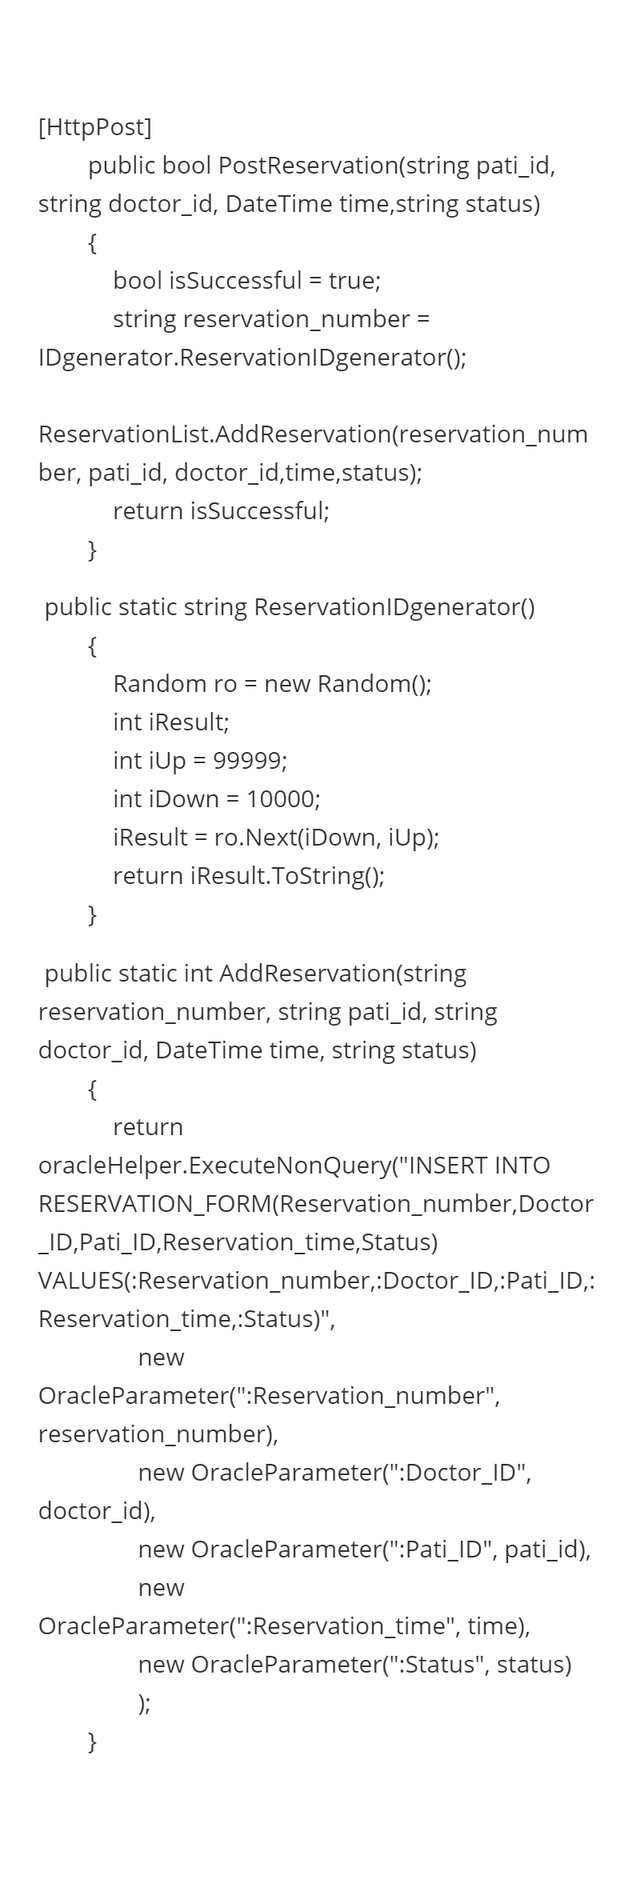 [HttpPost]
public bool PostReservation(string pati_id,
string doctor_id, DateTime time,string status)
{
bool isSuccessful = true;
string reservation_number =
IDgenerator.ReservationIDgenerator();
ReservationList.AddReservation(reservation_num
ber, pati_id, doctor_id,time,status);
return isSuccessful;
}
public static string ReservationIDgenerator()
{
Random ro = new Random();
int iResult;
int iUp = 99999;
int iDown = 10000;
iResult = ro.Next(iDown, iUp);
return iResult.ToString();
}
public static int AddReservation(string
reservation_number, string pati_id, string
doctor_id, DateTime time, string status)
{
return
oracleHelper.ExecuteNonQuery("INSERT INTO
RESERVATION_FORM(Reservation_number,Doctor
_ID,Pati_ID,Reservation_time,Status)
VALUES(:Reservation_number,:Doctor_ID,:Pati_ID,:
Reservation_time,:Status)",
new
OracleParameter(":Reservation_number",
reservation_number),
new OracleParameter(":Doctor_ID",
doctor_id),
new OracleParameter(":Pati_ID", pati_id),
new
OracleParameter(":Reservation_time", time),
new OracleParameter(":Status", status)
);
}